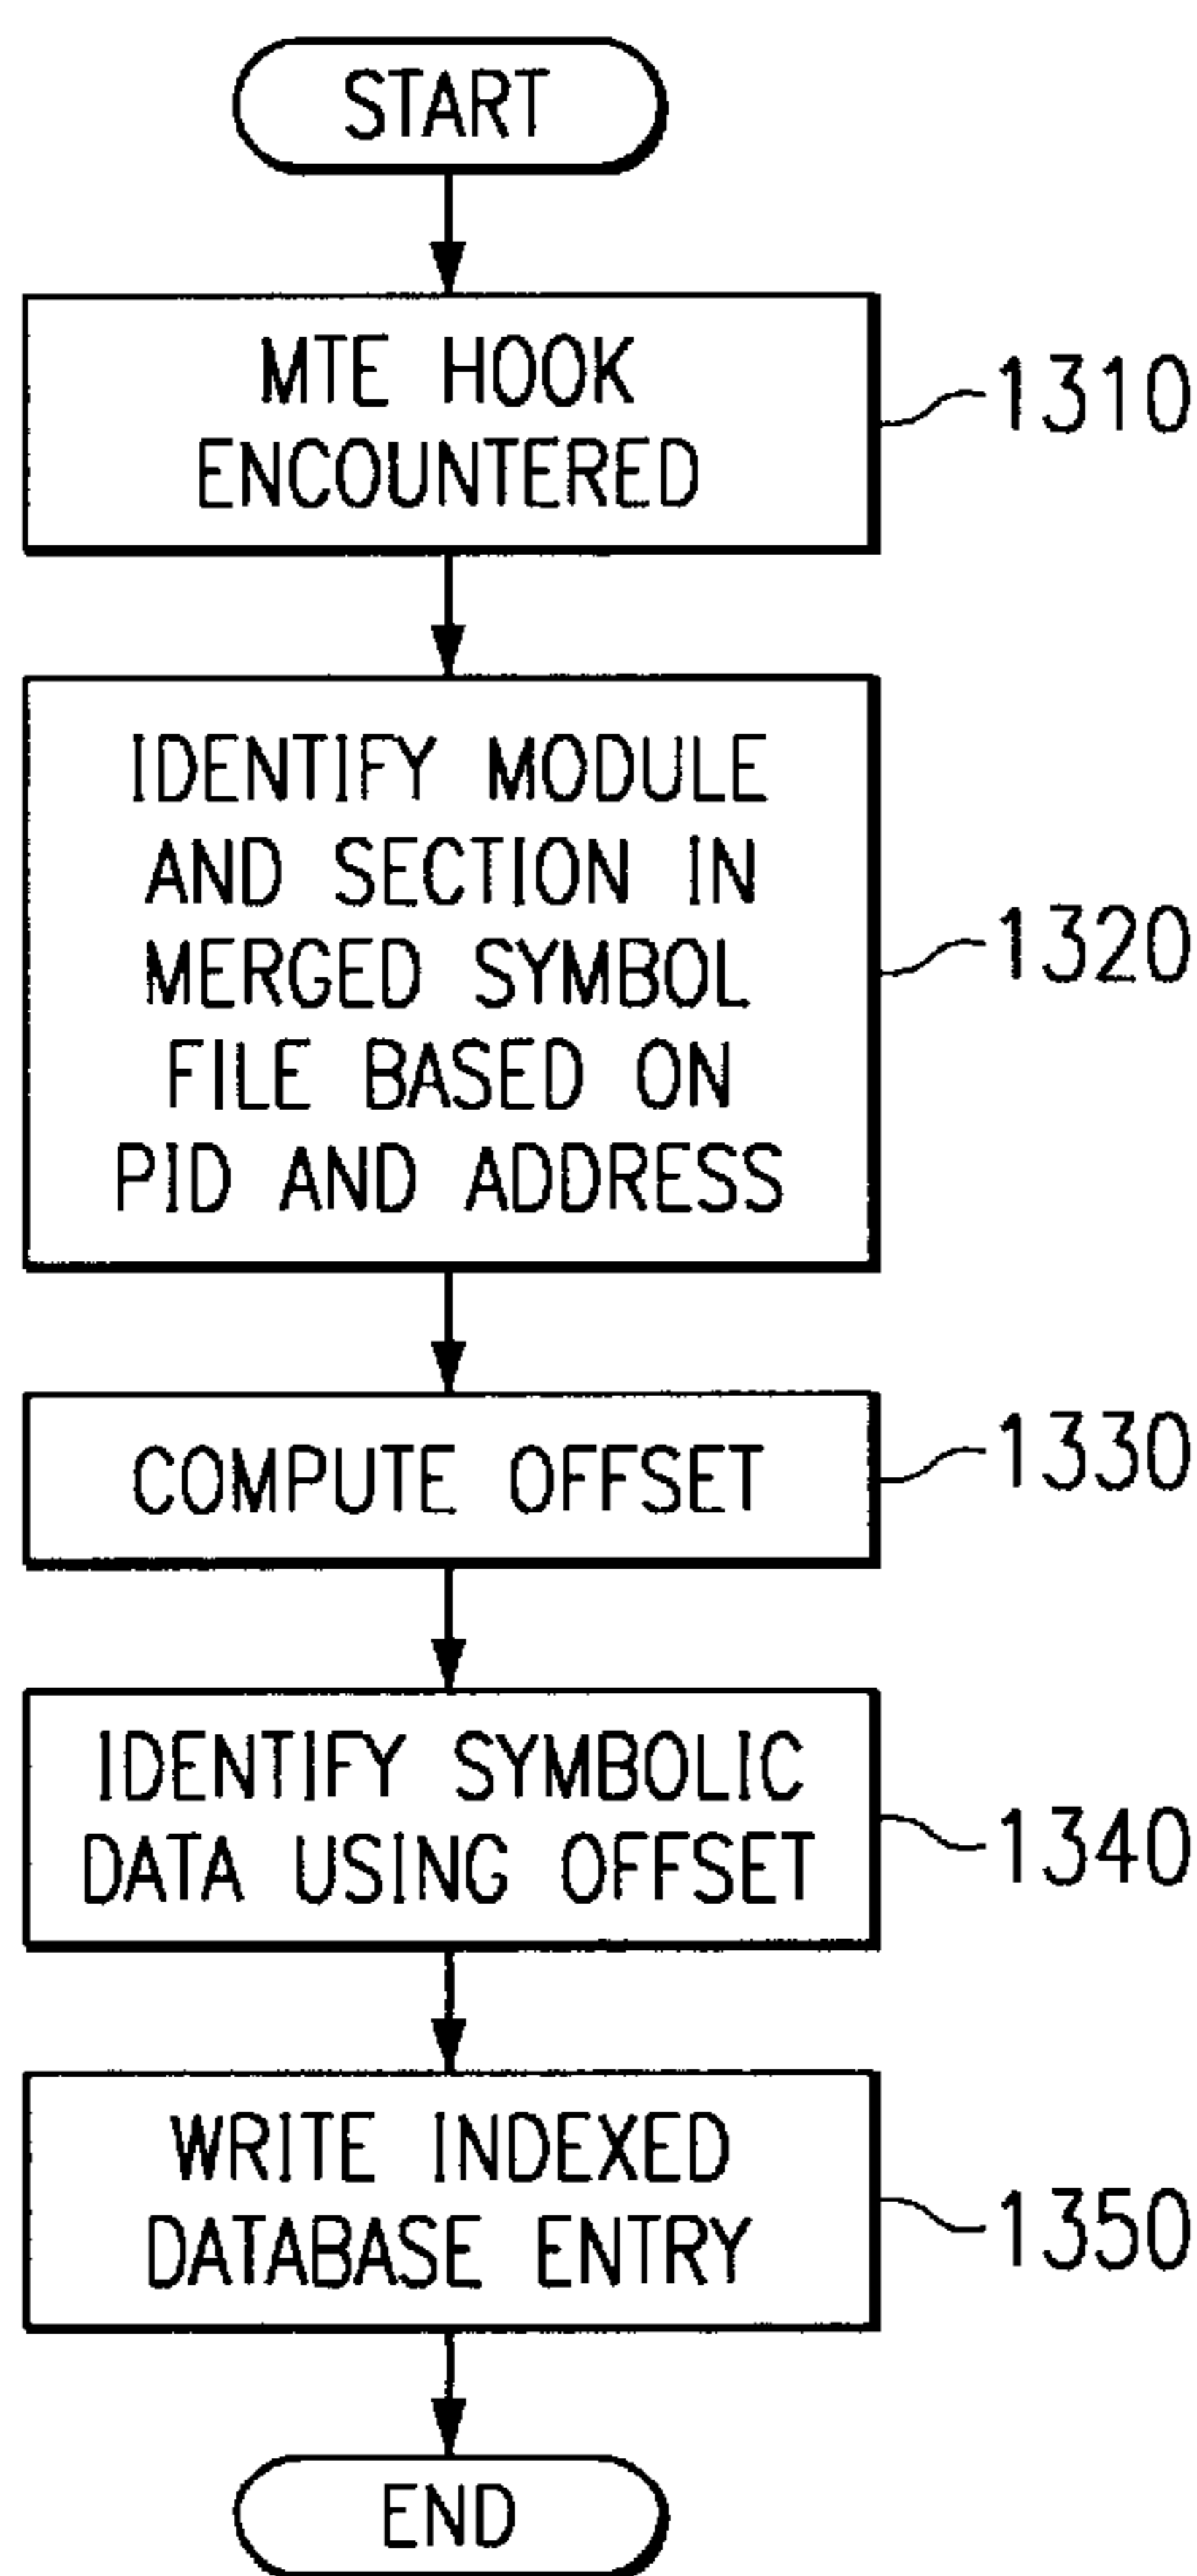 START
MTE HOOK
ENCOUNTERED
1310
IDENTIFY MODULE
AND SECTION IN
MERGED SYMBOL
FILE BASED ON
PID AND ADDRESS
1320
COMPUTE OFFSET
1330
IDENTIFY SYMBOLIC
DATA USING OFFSET
1340
WRITE INDEXED
DATABASE ENTRY
1350
END